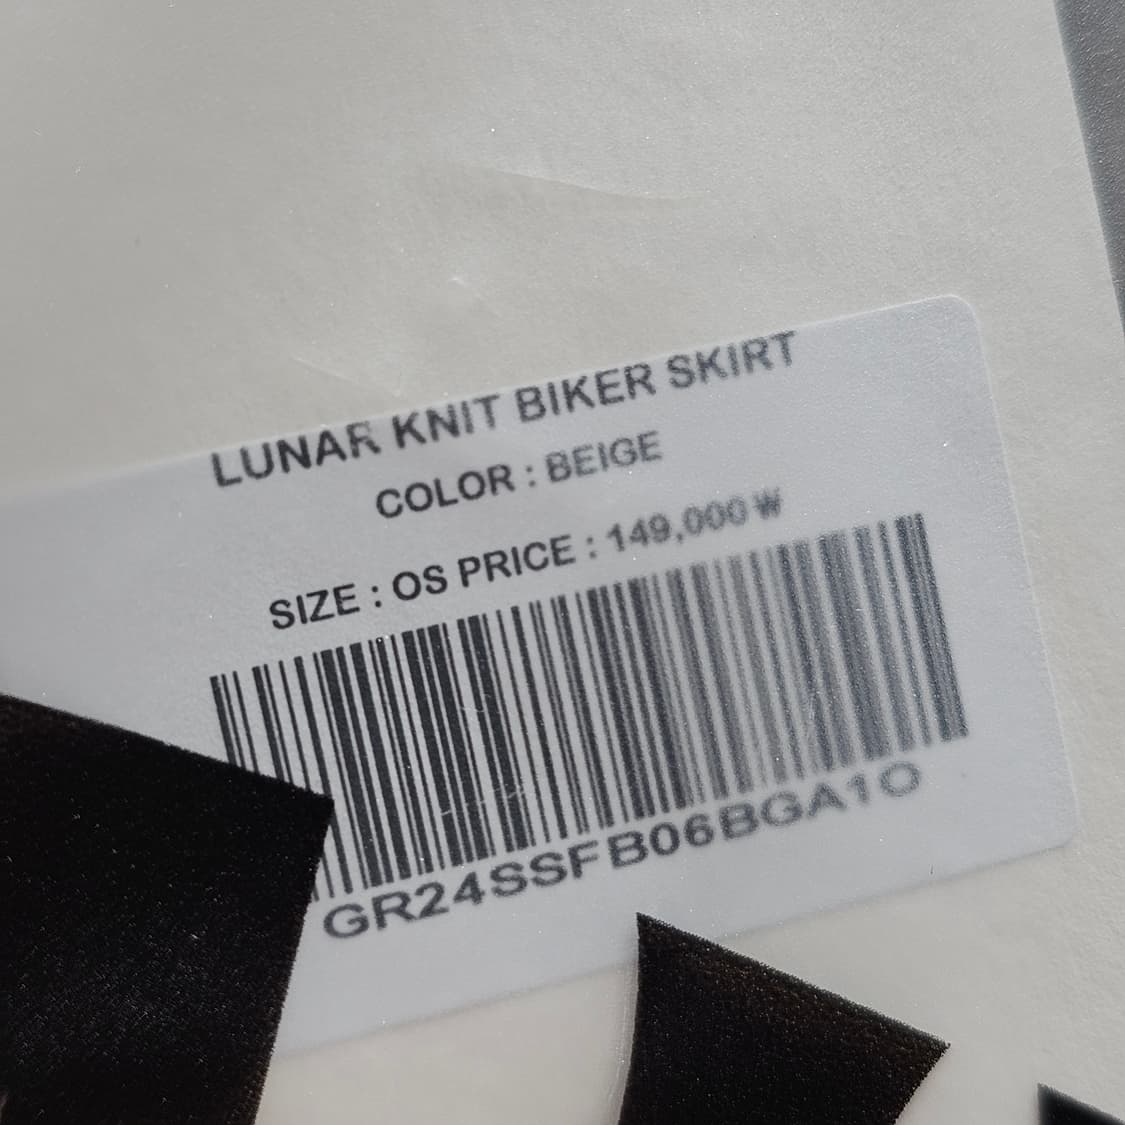 LUNAR KNIT BIKER SKIRT
COLOR : BEIGE
SIZE : OS PRICE : 149,000₩
GR24SSFB06BGA1O